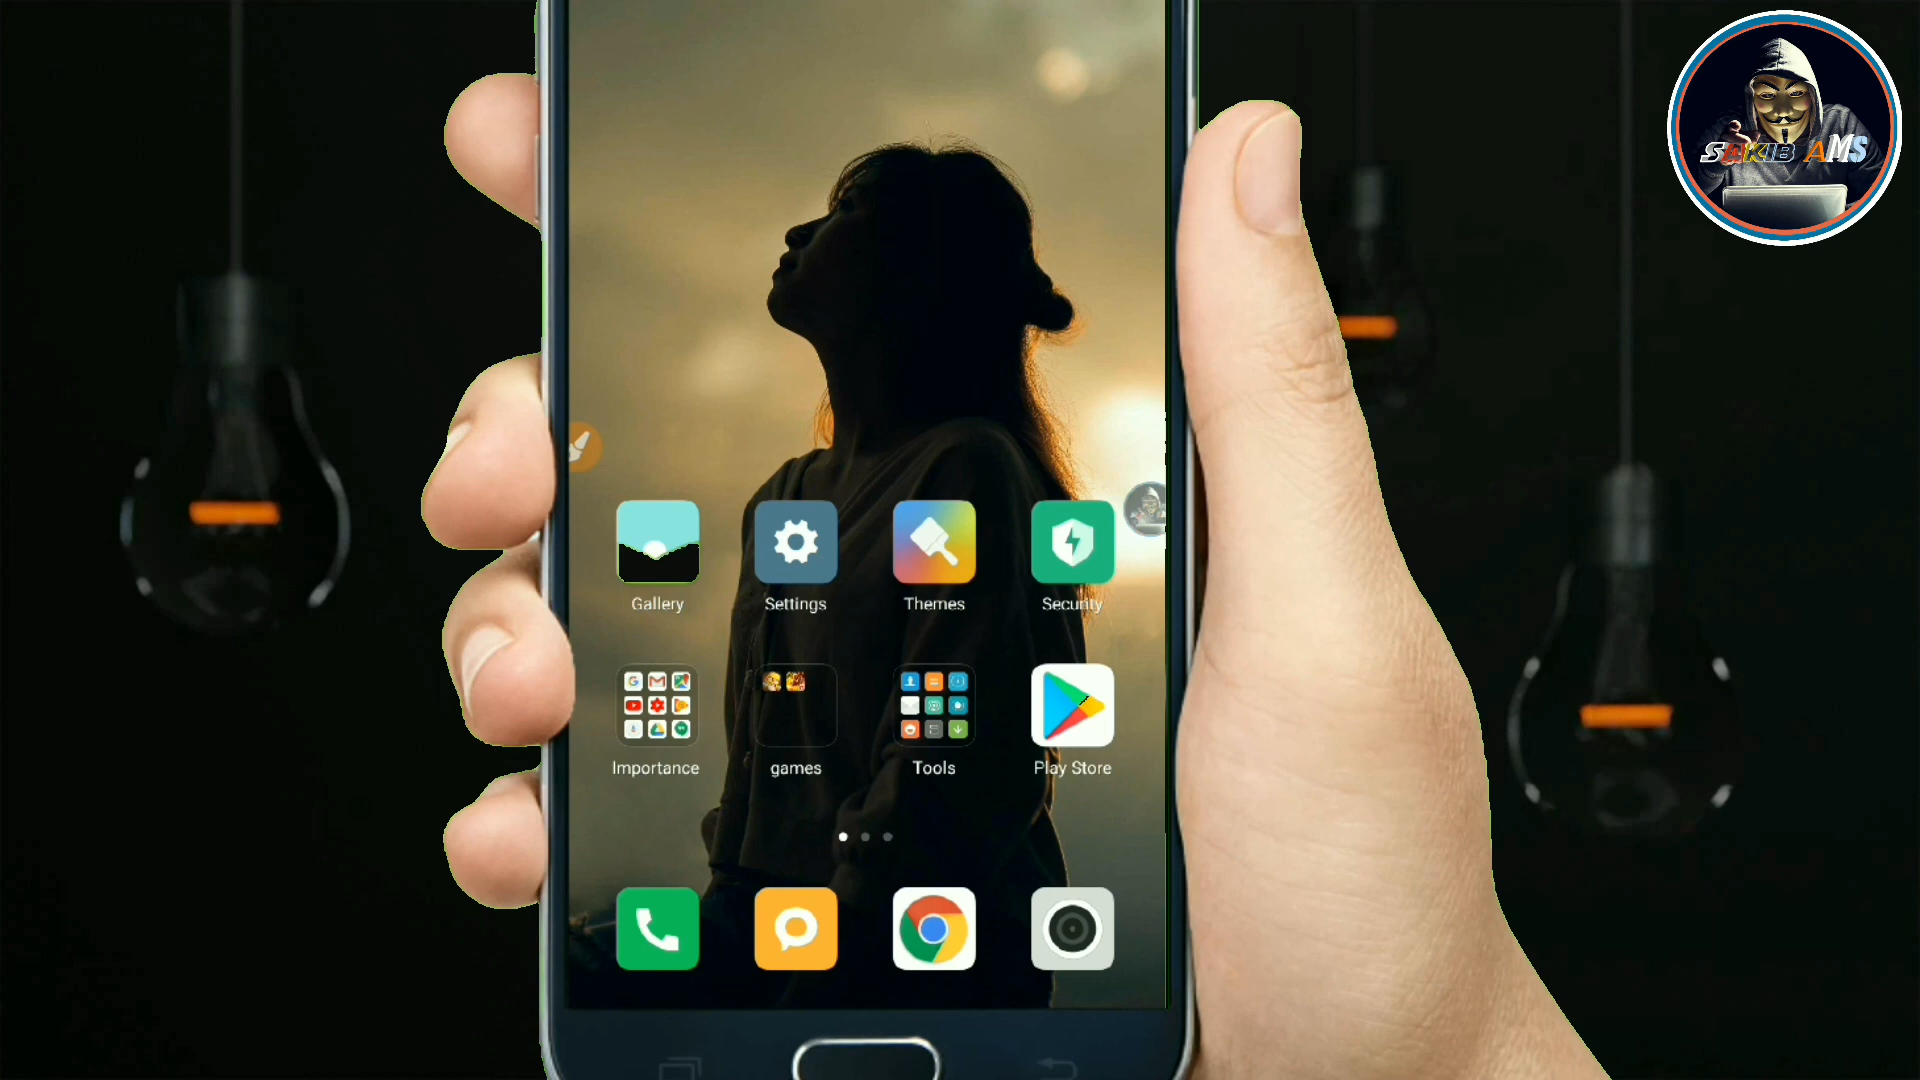 SAKIB AMS
Gallery
Settings
Themes
Security
Importance
games
Tools
Play Store